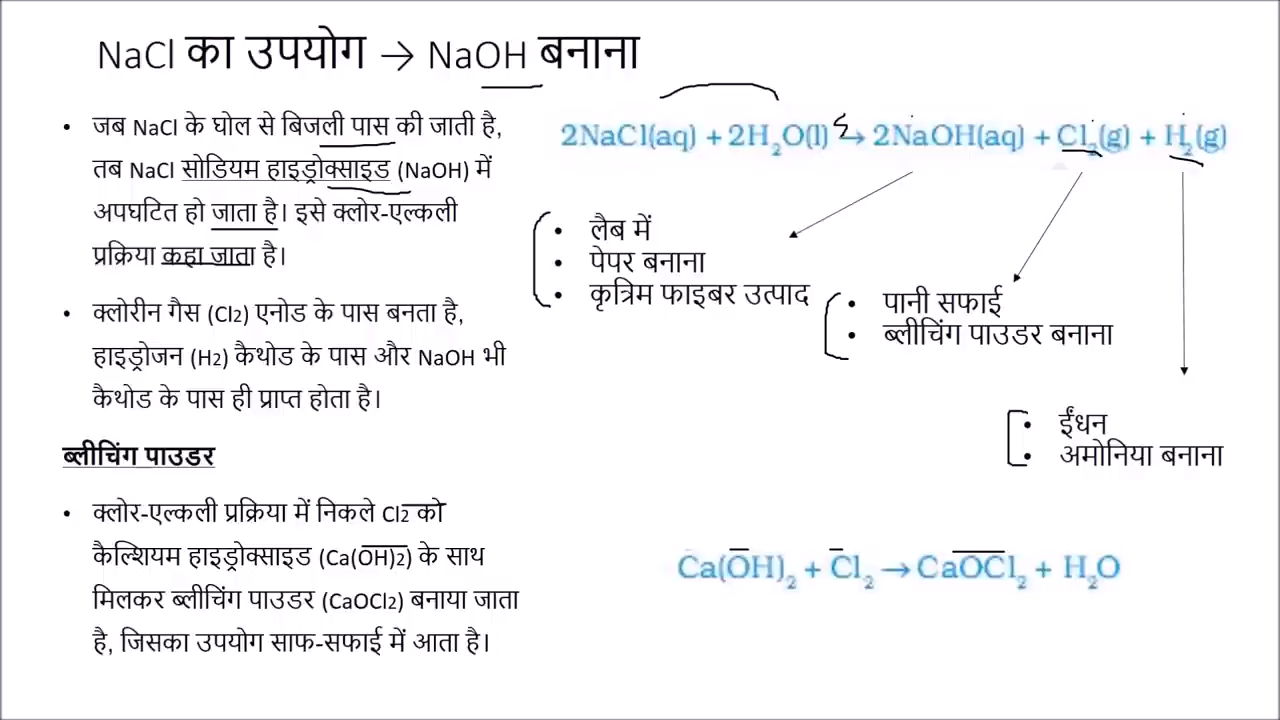 NaCl का उपयोग → NaOH बनाना
• जब NaCl के घोल से बिजली पास की जाती है,
तब NaCl सोडियम हाइड्रोक्साइड (NaOH) में
अपघटित हो जाता है। इसे क्लोर-एल्कली
प्रक्रिया कहा जाता है।
• क्लोरीन गैस (Cl2) एनोड के पास बनता है,
हाइड्रोजन (H2) कैथोड के पास और NaOH भी
कैथोड के पास ही प्राप्त होता है।
ब्लीचिंग पाउडर
• क्लोर-एल्कली प्रक्रिया में निकले Cl2 को
कैल्शियम हाइड्रोक्साइड (Ca(OH)2) के साथ
मिलकर ब्लीचिंग पाउडर (CaOCl2) बनाया जाता
है, जिसका उपयोग साफ-सफाई में आता है।
2NaCl(aq) + 2H₂O(l) → 2NaOH(aq) + Cl₂(g) + H₂(g)
• लैब में
• पेपर बनाना
• कृत्रिम फाइबर उत्पाद
• पानी सफाई
• ब्लीचिंग पाउडर बनाना
• ईंधन
• अमोनिया बनाना
Ca(OH)₂ + Cl₂ → CaOCl₂ + H₂O